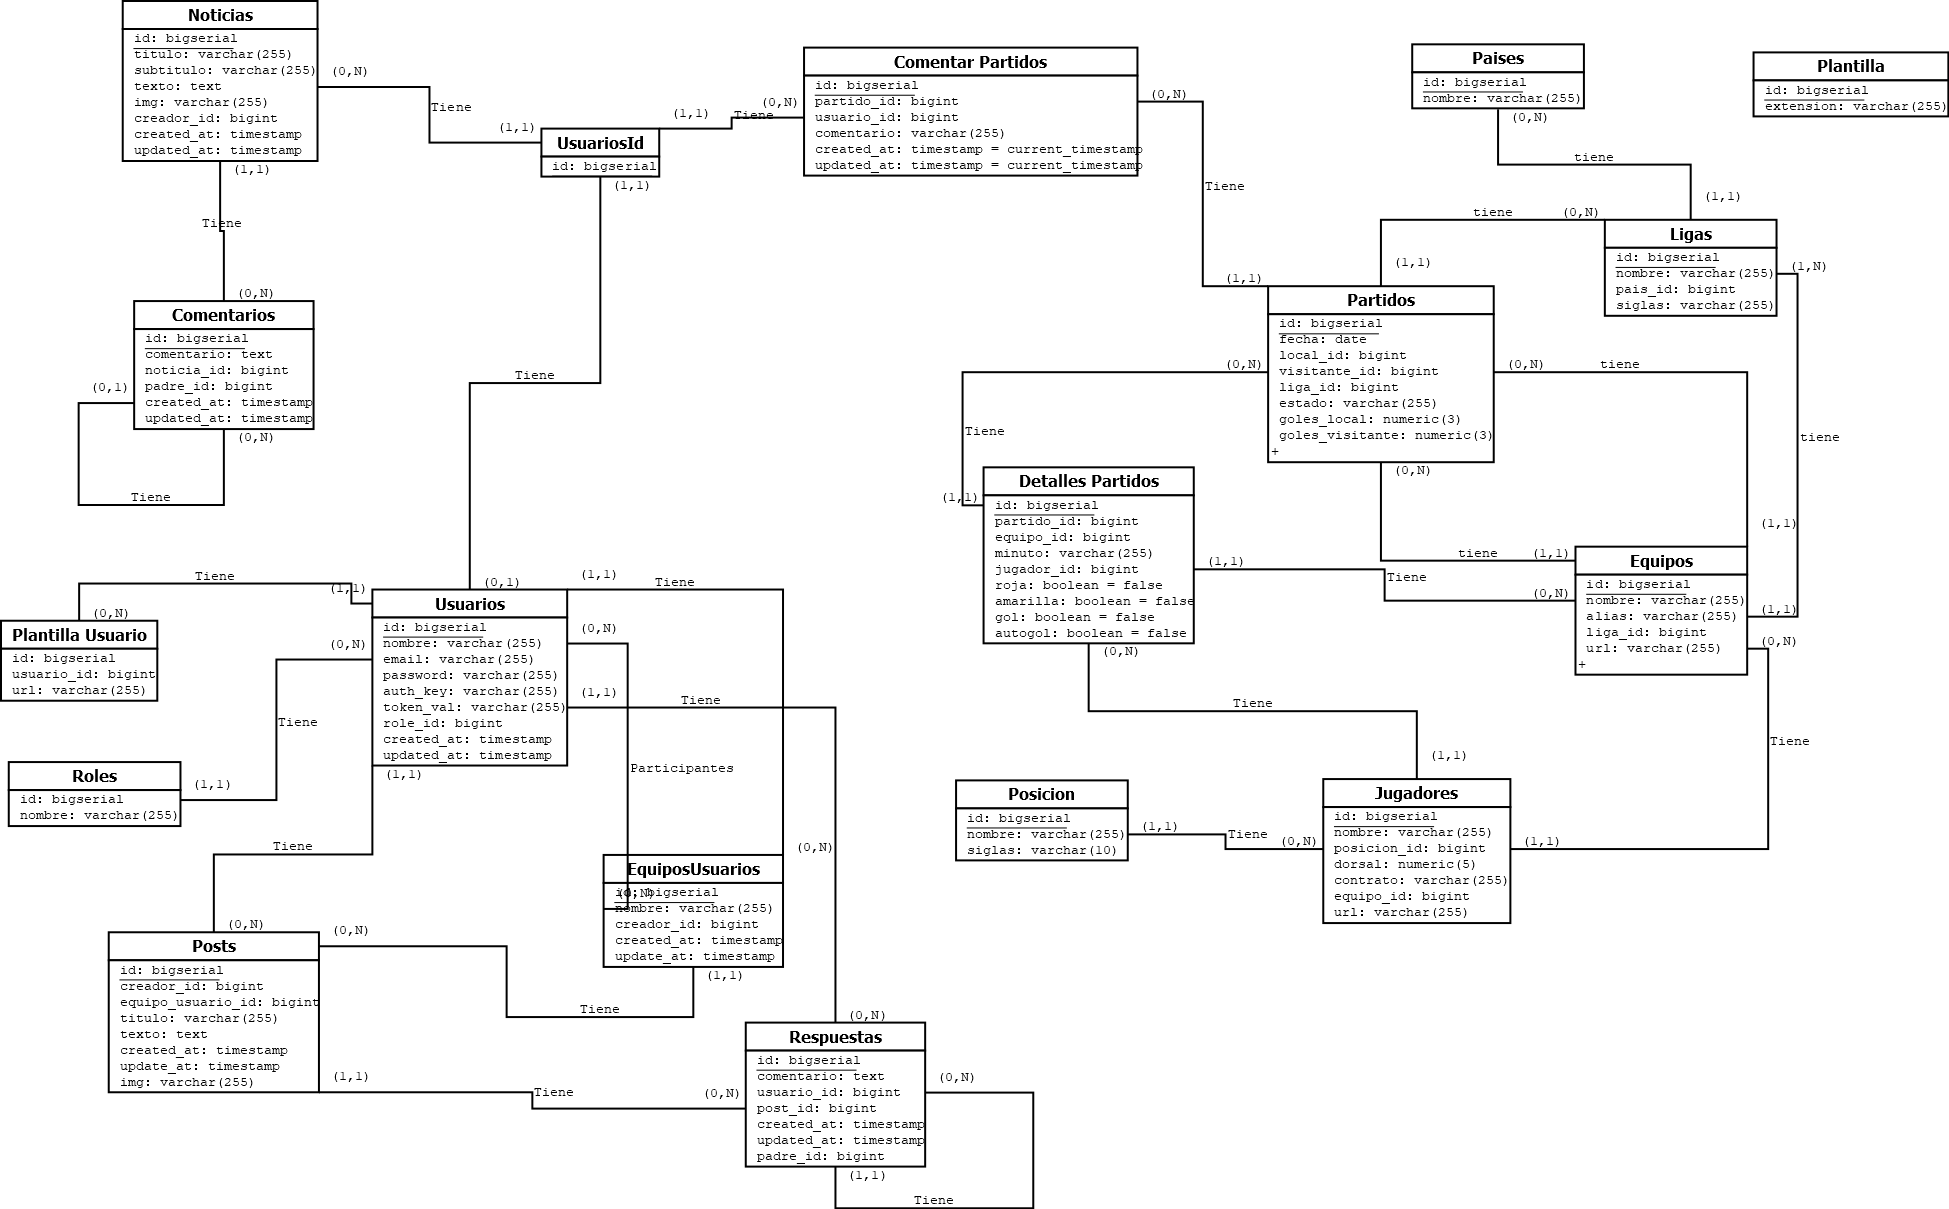 Noticias
id: bigserial
titulo: varchar(255)
subtitulo: varchar(255)
texto: text
img: varchar(255)
creador_id: bigint
created_at: timestamp
updated_at: timestamp
(0,N)
Tiene
(1,1)
(1,1)
Tiene
(0,N)
UsuariosId
id: bigserial
(1,1)
Tiene
(0,N)
(1,1)
Tiene
(0,1)
Comentar Partidos
id: bigserial
partido_id: bigint
usuario_id: bigint
comentario: varchar(255)
created_at: timestamp = current_timestamp
updated_at: timestamp = current_timestamp
(0,N)
Tiene
(1,1)
Paises
id: bigserial
nombre: varchar(255)
(0,N)
tiene
(1,1)
Plantilla
id: bigserial
extension: varchar(255)
Ligas
id: bigserial
nombre: varchar(255)
pais_id: bigint
siglas: varchar(255)
tiene
(0,N)
(1,1)
(1,N)
tiene
(1,1)
Comentarios
id: bigserial
comentario: text
noticia_id: bigint
padre_id: bigint
created_at: timestamp
updated_at: timestamp
(0,1)
(0,N)
Tiene
Partidos
id: bigserial
fecha: date
local_id: bigint
visitante_id: bigint
liga_id: bigint
estado: varchar(255)
goles_local: numeric(3)
goles_visitante: numeric(3)
+
(0,N)
Tiene
(1,1)
(0,N)
tiene
(1,1)
(0,N)
tiene
(1,1)
Detalles Partidos
id: bigserial
partido_id: bigint
equipo_id: bigint
minuto: varchar(255)
jugador_id: bigint
roja: boolean = false
amarilla: boolean = false
gol: boolean = false
autogol: boolean = false
(1,1)
Tiene
(0,N)
(0,N)
Tiene
(1,1)
Equipos
id: bigserial
nombre: varchar(255)
alias: varchar(255)
liga_id: bigint
url: varchar(255)
+
(0,N)
Tiene
(1,1)
Tiene
(1,1)
(0,N)
Plantilla Usuario
id: bigserial
usuario_id: bigint
url: varchar(255)
Usuarios
id: bigserial
nombre: varchar(255)
email: varchar(255)
password: varchar(255)
auth_key: varchar(255)
token_val: varchar(255)
role_id: bigint
created_at: timestamp
updated_at: timestamp
(1,1)
Tiene
(0,N)
(0,N)
Participantes
(0,N)
(1,1)
Tiene
(0,N)
(0,N)
Tiene
(1,1)
Roles
id: bigserial
nombre: varchar(255)
(1,1)
Tiene
(0,N)
Posicion
id: bigserial
nombre: varchar(255)
siglas: varchar(10)
(1,1)
Tiene
(0,N)
Jugadores
id: bigserial
nombre: varchar(255)
posicion_id: bigint
dorsal: numeric(5)
contrato: varchar(255)
equipo_id: bigint
url: varchar(255)
EquiposUsuarios
id: bigserial
nombre: varchar(255)
creador_id: bigint
created_at: timestamp
update_at: timestamp
(1,1)
Tiene
(0,N)
Posts
id: bigserial
creador_id: bigint
equipo_usuario_id: bigint
titulo: varchar(255)
texto: text
created_at: timestamp
update_at: timestamp
img: varchar(255)
(1,1)
Tiene
(0,N)
Respuestas
id: bigserial
comentario: text
usuario_id: bigint
post_id: bigint
created_at: timestamp
updated_at: timestamp
padre_id: bigint
(0,N)
(1,1)
Tiene